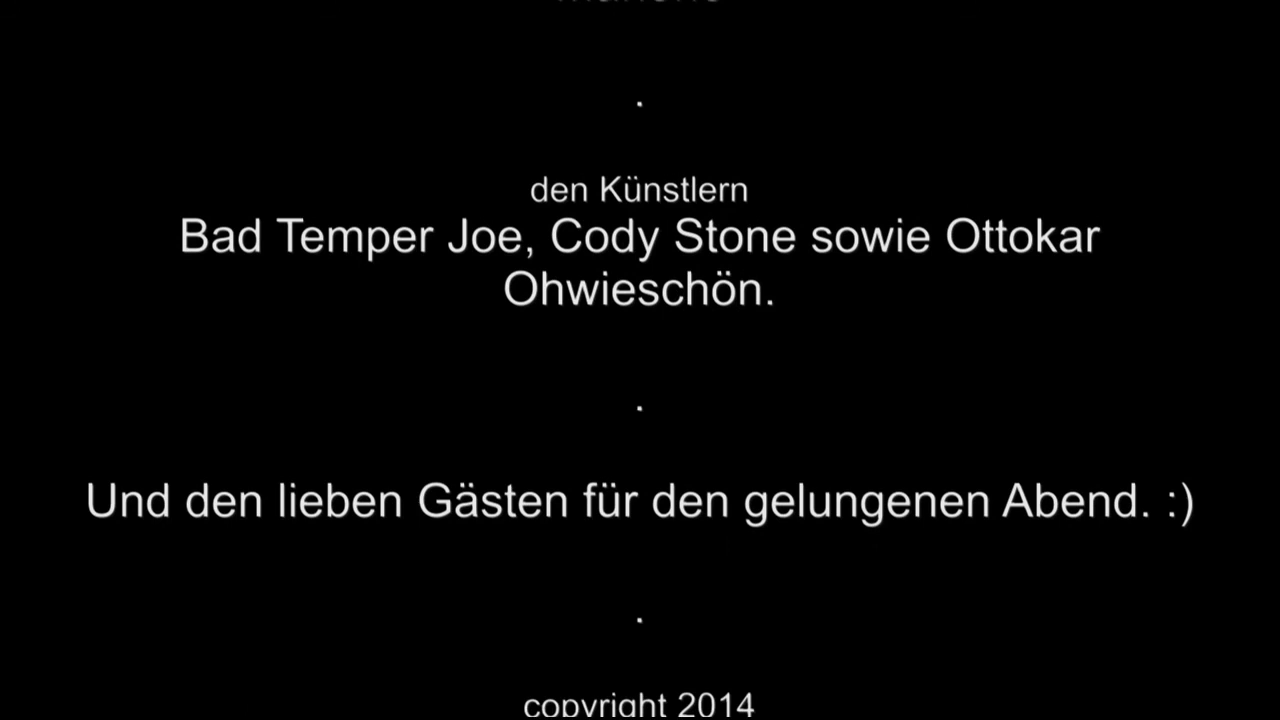 .
den Künstlern
Bad Temper Joe, Cody Stone sowie Ottokar
Ohwieschön.
.
Und den lieben Gästen für den gelungenen Abend. :)
.
copyright 2014